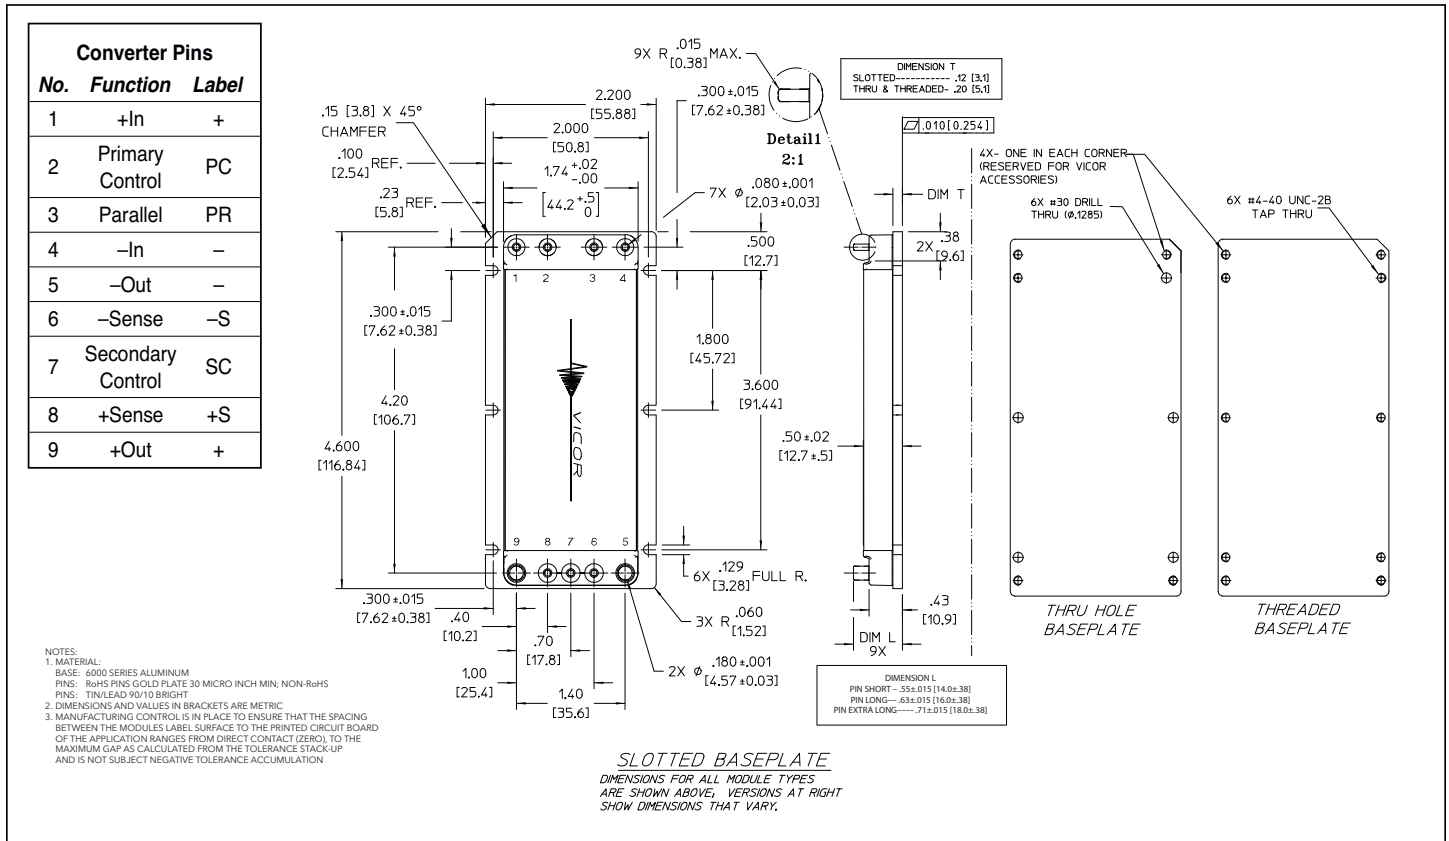 Converter Pins
No. Function Label
1 +In +
2 Primary Control PC
3 Parallel PR
4 –In –
5 –Out –
6 –Sense –S
7 Secondary Control SC
8 +Sense +S
9 +Out +
.15 [3.8] X 45°
CHAMFER
.100
[2.54] REF.
.23
[5.8] REF.
2.200
[55.88]
2.000
[50.8]
1.74 +.02
-.00
[44.2 +.5
0]
9X R .015
[0.38] MAX.
.300 ±.015
[7.62 ±0.38]
Detail1
2:1
7X ø .080 ±.001
[2.03 ±0.03]
DIMENSION T
SLOTTED----------- .12 [3.1]
THRU & THREADED- .20 [5.1]
.010[0.254]
DIM T
2X .38
[9.6]
.500
[12.7]
1 2 3 4
.300 ±.015
[7.62 ±0.38]
4.20
[106.7]
4.600
[116.84]
VICOR
1.800
[45.72]
3.600
[91.44]
.50 ±.02
[12.7 ±.5]
9 8 7 6 5
6X .129
[3.28] FULL R.
3X R .060
[1.52]
2X ø .180 ±.001
[4.57 ±0.03]
.300 ±.015
[7.62 ±0.38]
.40
[10.2]
.70
[17.8]
1.00
[25.4]
1.40
[35.6]
.43
[10.9]
DIM L
9X
DIMENSION L
PIN SHORT – .55±.015 [14.0±.38]
PIN LONG–– .63±.015 [16.0±.38]
PIN EXTRA LONG---- .71±.015 [18.0±.38]
4X- ONE IN EACH CORNER
(RESERVED FOR VICOR
ACCESSORIES)
6X #30 DRILL
THRU (ø.1285)
6X #4-40 UNC-2B
TAP THRU
THRU HOLE
BASEPLATE
THREADED
BASEPLATE
NOTES:
1. MATERIAL:
BASE: 6000 SERIES ALUMINUM
PINS: RoHS PINS GOLD PLATE 30 MICRO INCH MIN; NON-RoHS
PINS: TIN/LEAD 90/10 BRIGHT
2. DIMENSIONS AND VALUES IN BRACKETS ARE METRIC
3. MANUFACTURING CONTROL IS IN PLACE TO ENSURE THAT THE SPACING
BETWEEN THE MODULES LABEL SURFACE TO THE PRINTED CIRCUIT BOARD
OF THE APPLICATION RANGES FROM DIRECT CONTACT (ZERO), TO THE
MAXIMUM GAP AS CALCULATED FROM THE TOLERANCE STACK-UP
AND IS NOT SUBJECT NEGATIVE TOLERANCE ACCUMULATION
SLOTTED BASEPLATE
DIMENSIONS FOR ALL MODULE TYPES
ARE SHOWN ABOVE; VERSIONS AT RIGHT
SHOW DIMENSIONS THAT VARY.